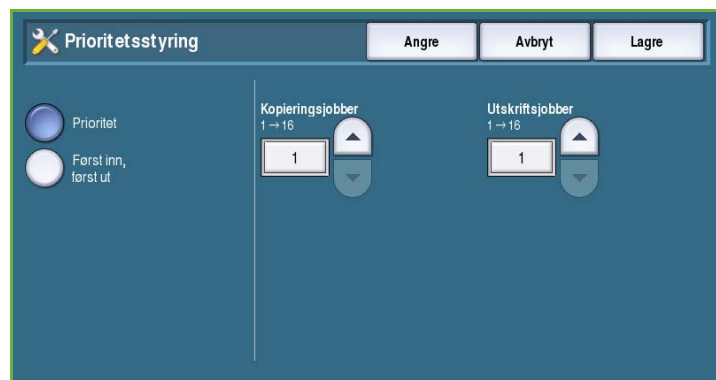 Prioritetsstyring
Angre
Avbryt
Lagre
Prioritet
Først inn,
først ut
Kopieringsjobber
1→16
1
Utskriftsjobber
1→16
1